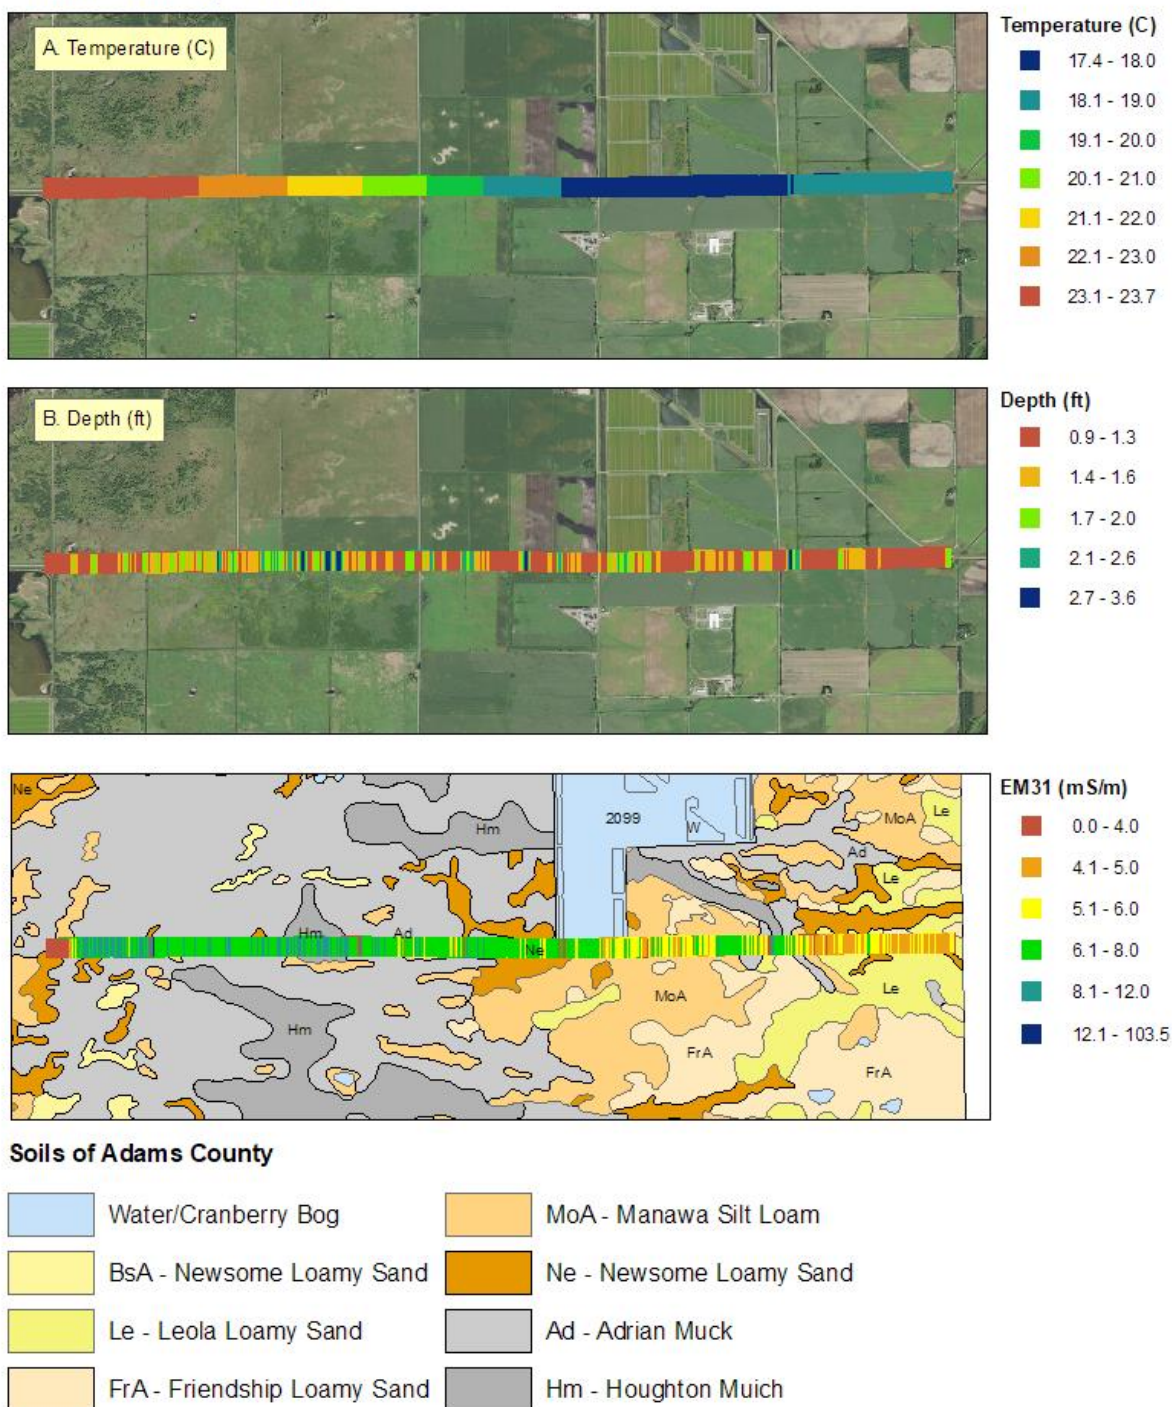 A. Temperature (C)
Temperature (C)
17.4 - 18.0
18.1 - 19.0
19.1 - 20.0
20.1 - 21.0
21.1 - 22.0
22.1 - 23.0
23.1 - 23.7
B. Depth (ft)
Depth (ft)
0.9 - 1.3
1.4 - 1.6
1.7 - 2.0
2.1 - 2.6
2.7 - 3.6
EM31 (mS/m)
0.0 - 4.0
4.1 - 5.0
5.1 - 6.0
6.1 - 8.0
8.1 - 12.0
12.1 - 103.5
Ne
Hm
2099
W
MoA
Le
Ad
Le
Hm
Ad
Ne
Hm
MoA
Le
FrA
FrA
Soils of Adams County
Water/Cranberry Bog
MoA - Manawa Silt Loam
BsA - Newsome Loamy Sand
Ne - Newsome Loamy Sand
Le - Leola Loamy Sand
Ad - Adrian Muck
FrA - Friendship Loamy Sand
Hm - Houghton Muich